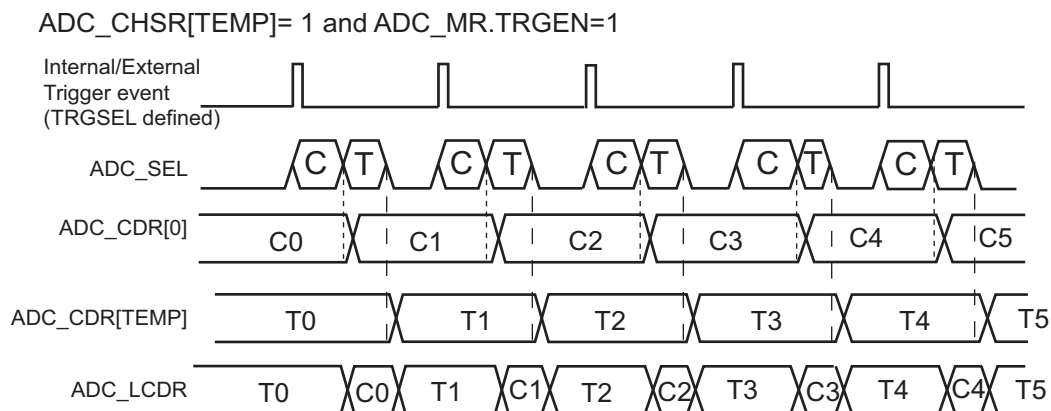 ADC_CHSR[TEMP]= 1 and ADC_MR.TRGEN=1
Internal/External
Trigger event
(TRGSEL defined)
ADC_SEL C T C T C T C T C T
ADC_CDR[0] C0 C1 C2 C3 C4 C5
ADC_CDR[TEMP] T0 T1 T2 T3 T4 T5
ADC_LCDR T0 C0 T1 C1 T2 C2 T3 C3 T4 C4 T5